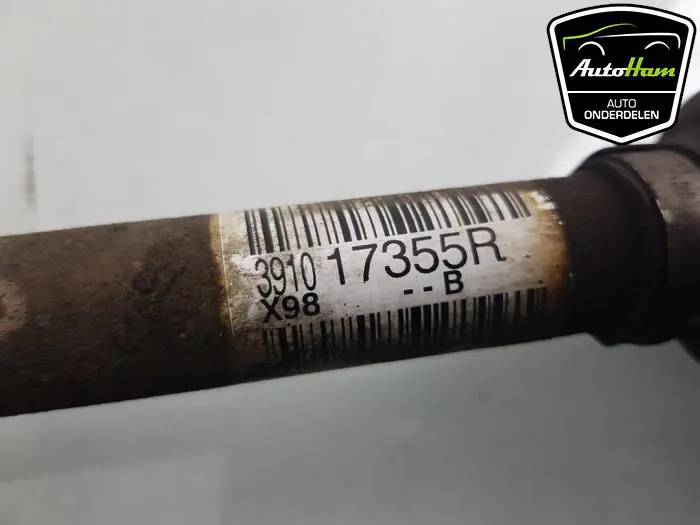 AutoHam
AUTO
ONDERDELEN
3910 17355R
X98 --B